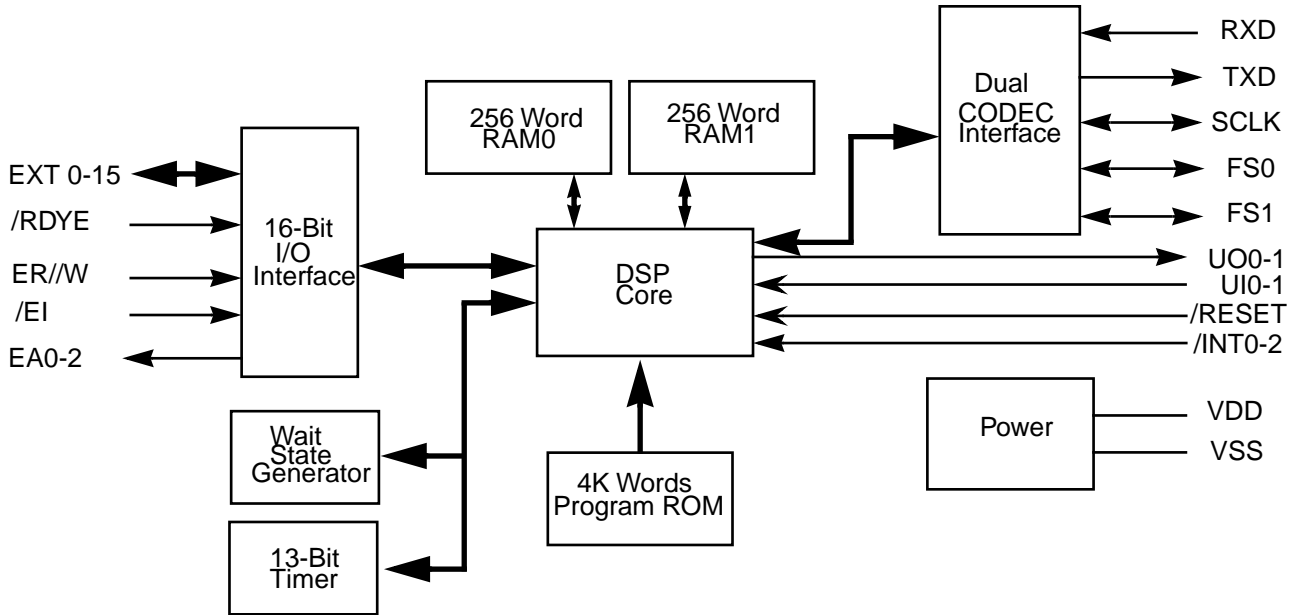 RXD
TXD
SCLK
FS0
FS1
Dual
CODEC
Interface
256 Word
RAM0
256 Word
RAM1
EXT 0-15
/RDYE
ER//W
/EI
EA0-2
16-Bit
I/O
Interface
DSP
Core
UO0-1
UI0-1
/RESET
/INT0-2
Wait
State
Generator
13-Bit
Timer
4K Words
Program ROM
Power
VDD
VSS